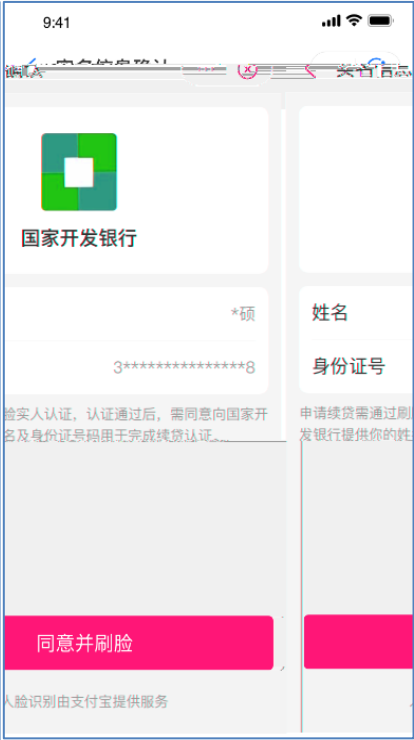 9:41
国家开发银行
*硕
姓名
3***************8
身份证号
验实人认证，认证通过后，需同意向国家开
名及身份证号码用于完成续贷认证。
申请续贷需通过刷
发银行提供你的姓
同意并刷脸
人脸识别由支付宝提供服务